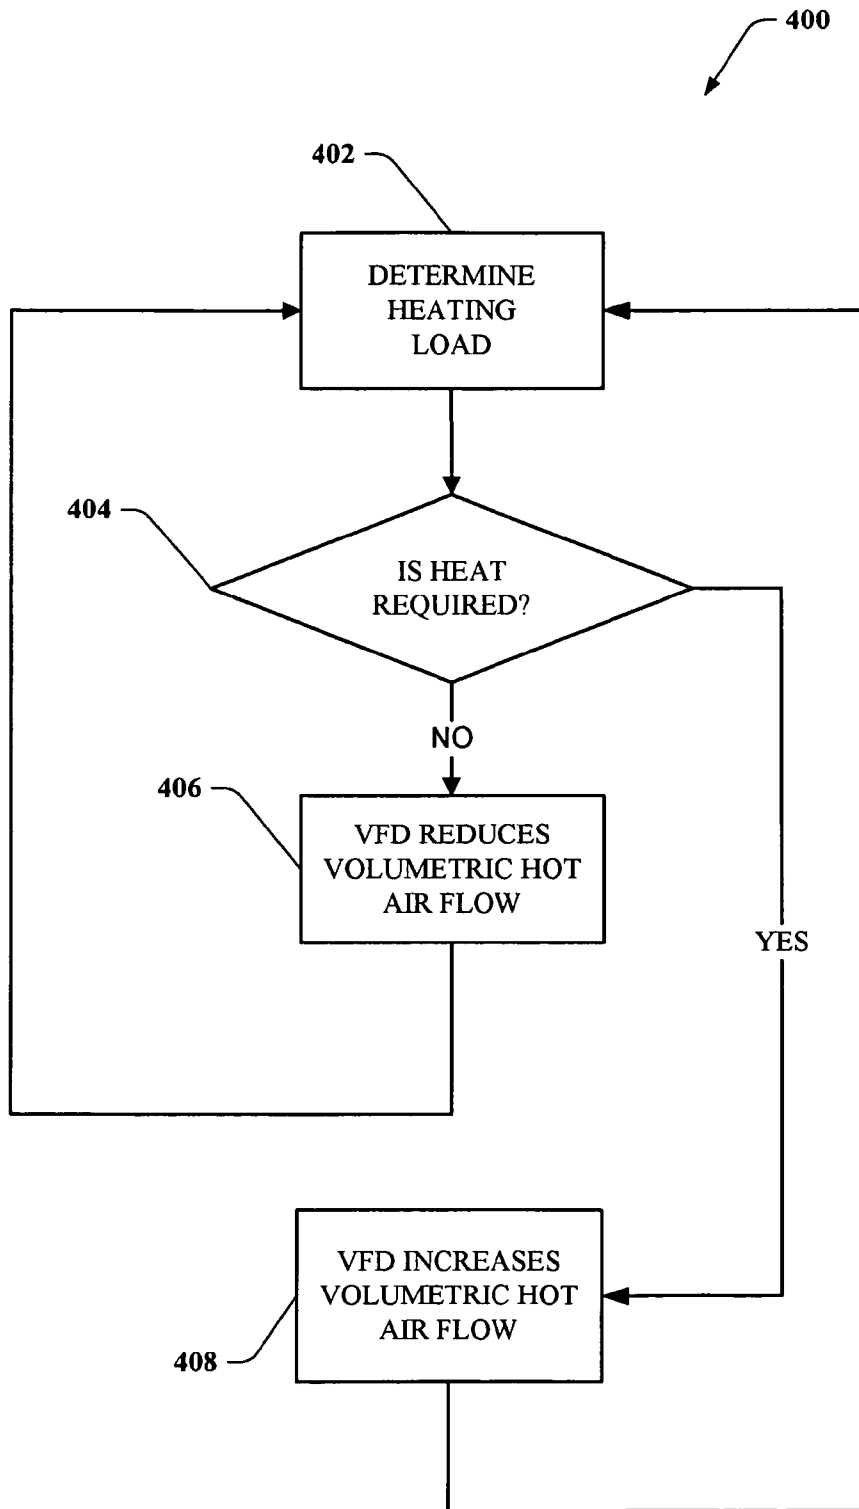 400
402
DETERMINE
HEATING
LOAD
404
IS HEAT
REQUIRED?
NO
406
VFD REDUCES
VOLUMETRIC HOT
AIR FLOW
YES
VFD INCREASES
VOLUMETRIC HOT
AIR FLOW
408